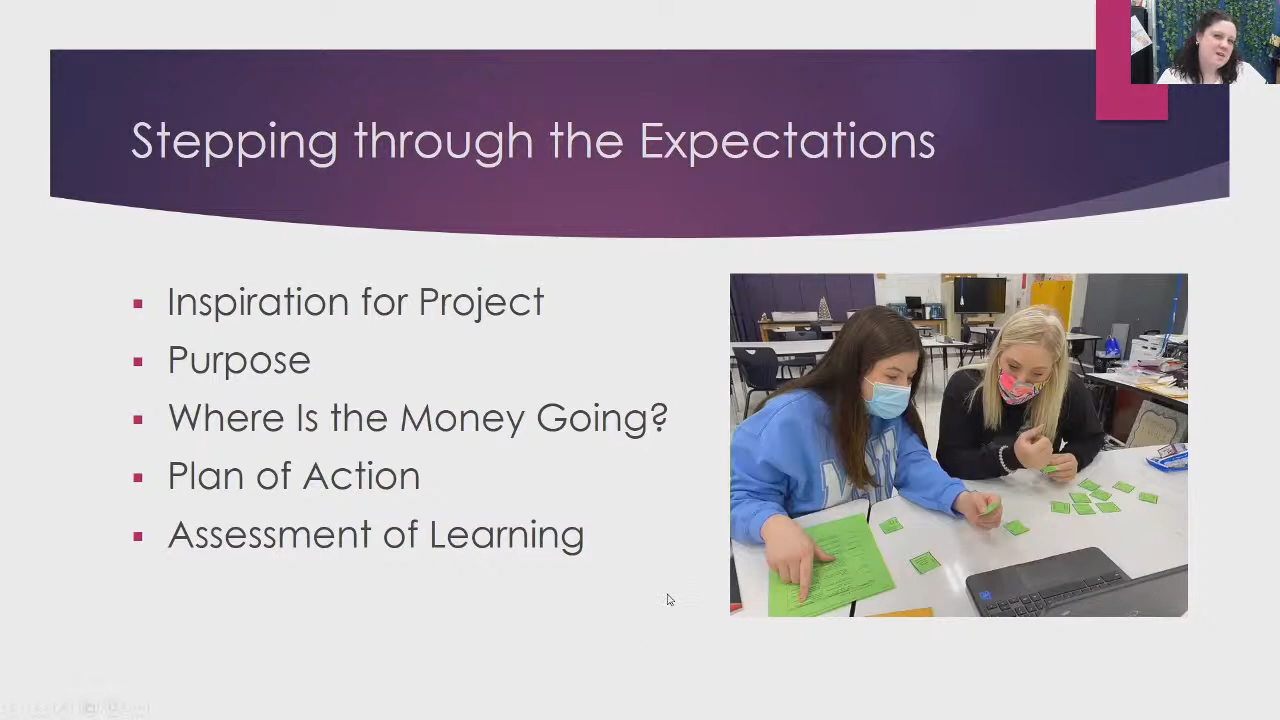 Stepping through the Expectations
Inspiration for Project
Purpose
Where Is the Money Going?
Plan of Action
Assessment of Learning